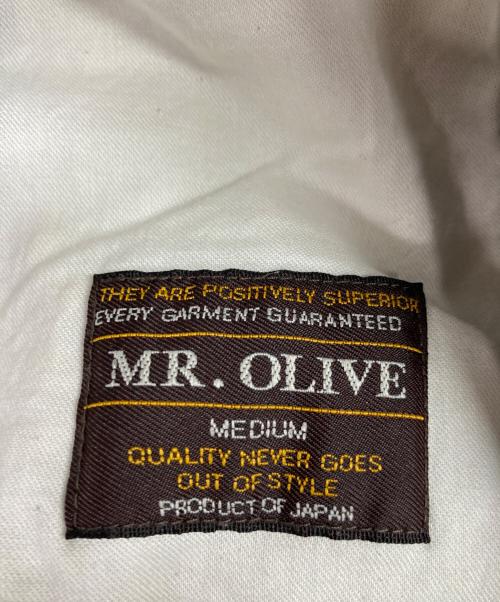 THEY ARE POSITIVELY SUPERIOR
EVERY GARMENT GUARANTEED
MR. OLIVE
MEDIUM
QUALITY NEVER GOES
OUT OF STYLE
PRODUCT OF JAPAN